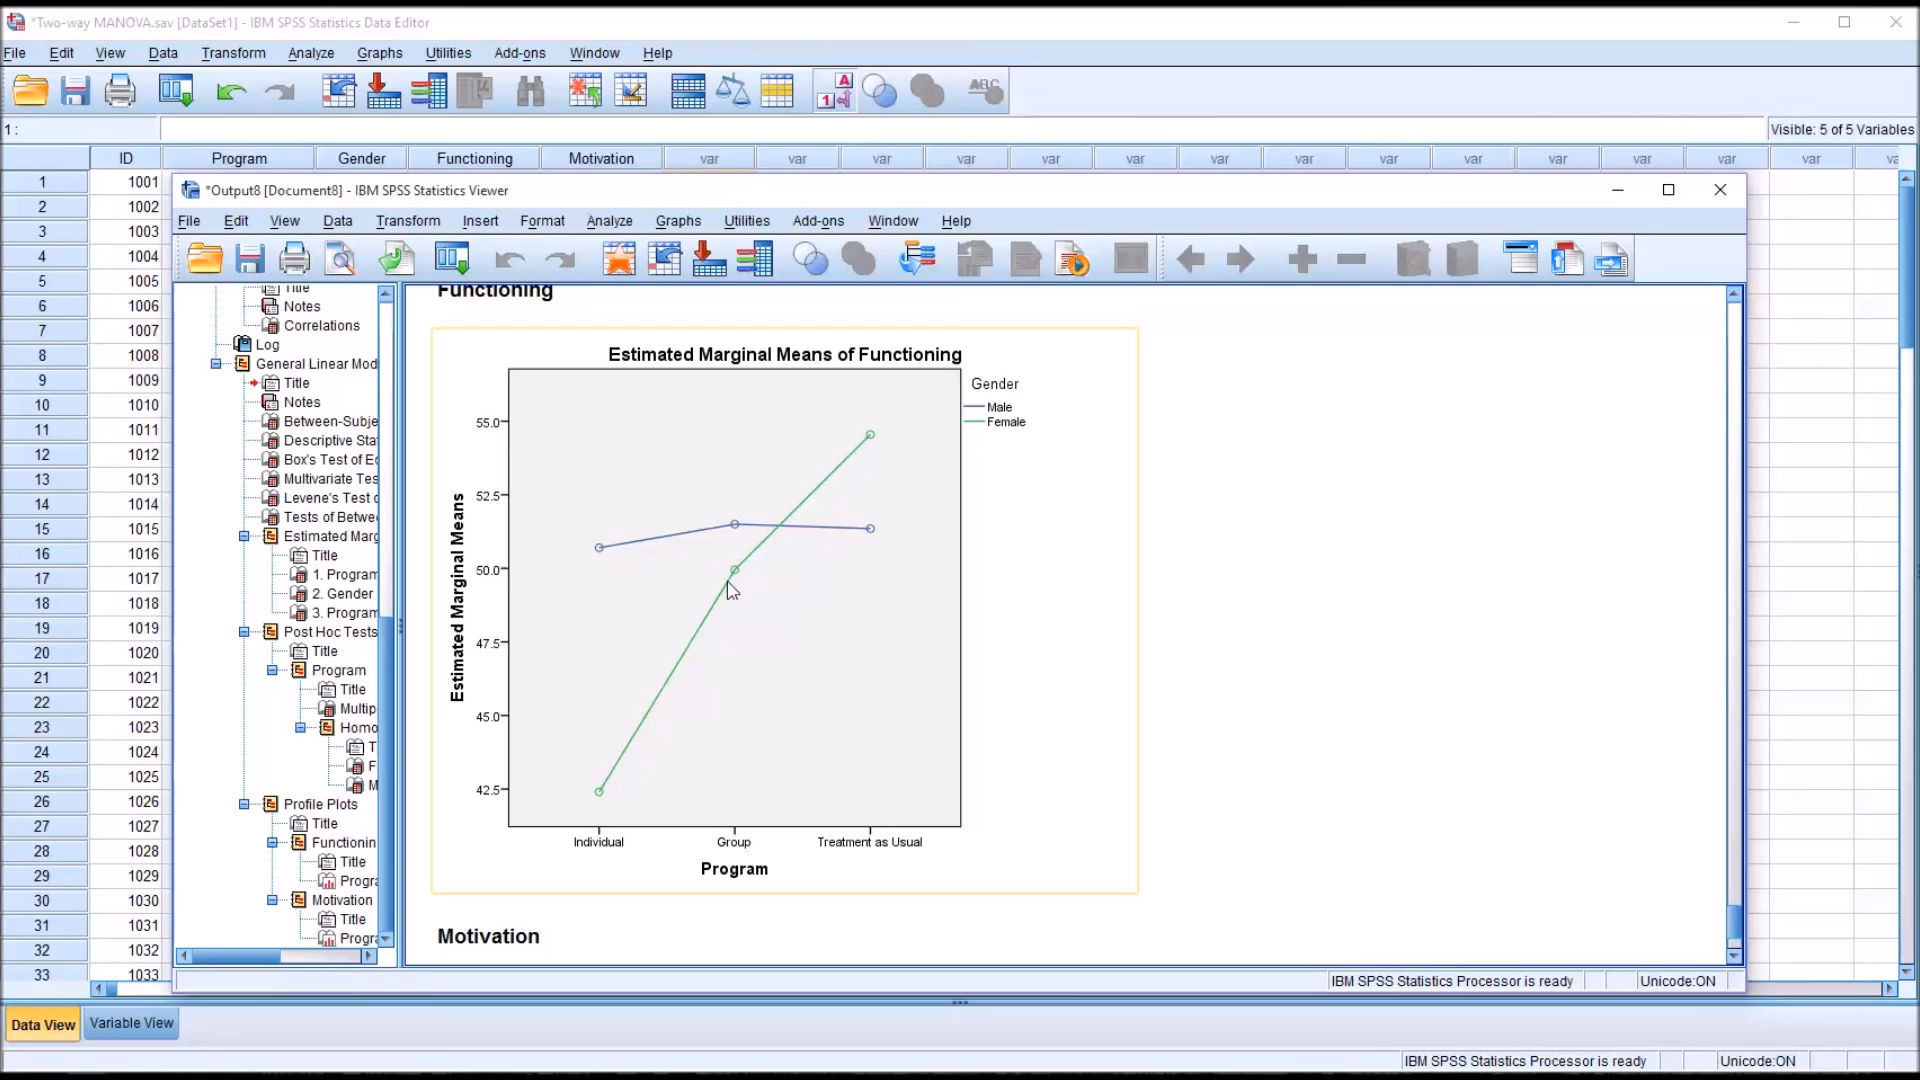 *Two-way MANOVA.sav [DataSet1] - IBM SPSS Statistics Data Editor
File Edit View Data Transform Analyze Graphs Utilities Add-ons Window Help
1 :
Visible: 5 of 5 Variables
ID Program Gender Functioning Motivation var var var var var var var var var var var var var var
1 1001
2 1002
3 1003
4 1004
5 1005
6 1006
7 1007
8 1008
9 1009
10 1010
11 1011
12 1012
13 1013
14 1014
15 1015
16 1016
17 1017
18 1018
19 1019
20 1020
21 1021
22 1022
23 1023
24 1024
25 1025
26 1026
27 1027
28 1028
29 1029
30 1030
31 1031
32 1032
33 1033
*Output8 [Document8] - IBM SPSS Statistics Viewer
File Edit View Data Transform Insert Format Analyze Graphs Utilities Add-ons Window Help
Title
Notes
Correlations
Log
General Linear Mod
Title
Notes
Between-Subje
Descriptive Sta
Box's Test of E
Multivariate Tes
Levene's Test
Tests of Betwe
Estimated Marg
Title
1. Program
2. Gender
3. Program
Post Hoc Tests
Title
Program
Title
Multip
Homo
T
F
M
Profile Plots
Title
Functionin
Title
Progra
Motivation
Title
Progra
Functioning
Estimated Marginal Means of Functioning
Gender
Male
Female
Estimated Marginal Means
55.0
52.5
50.0
47.5
45.0
42.5
Individual Group Treatment as Usual
Program
Motivation
IBM SPSS Statistics Processor is ready Unicode:ON
Data View Variable View
IBM SPSS Statistics Processor is ready Unicode:ON